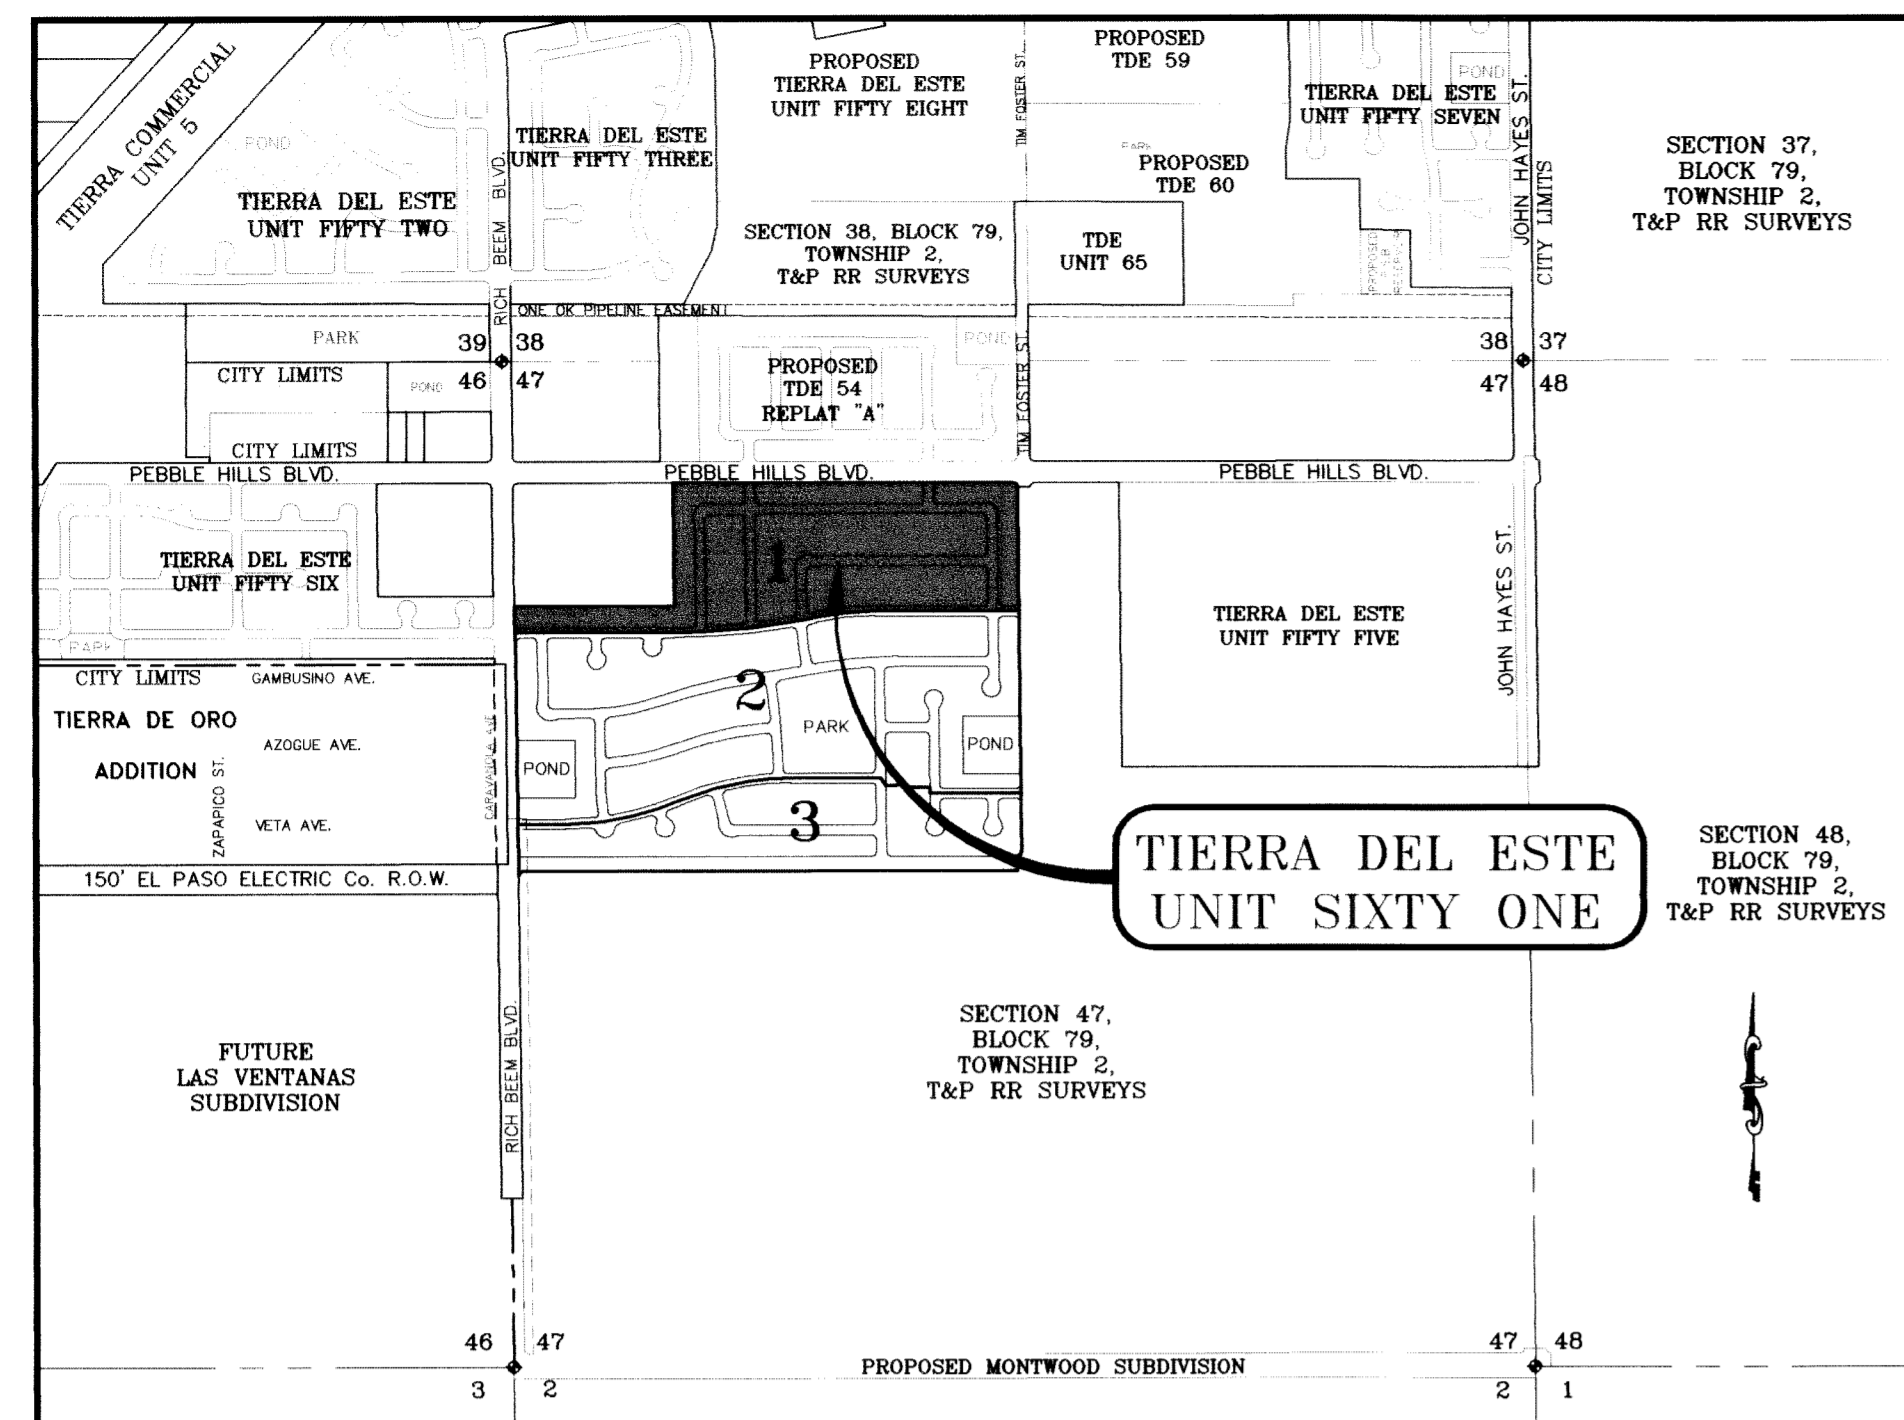 TIERRA COMMERCIAL
UNIT 5
POND
TIERRA DEL ESTE
UNIT FIFTY TWO
RICH BEEM BLVD.
TIERRA DEL ESTE
UNIT FIFTY THREE
PROPOSED
TIERRA DEL ESTE
UNIT FIFTY EIGHT
TIM FOSTER ST.
PROPOSED
TDE 59
PARK
PROPOSED
TDE 60
TIERRA DEL ESTE
UNIT FIFTY SEVEN
POND
JOHN HAYES ST.
CITY LIMITS
SECTION 37,
BLOCK 79,
TOWNSHIP 2,
T&P RR SURVEYS
SECTION 38, BLOCK 79,
TOWNSHIP 2,
T&P RR SURVEYS
TDE
UNIT 65
PROPOSED
ONE OK PIPELINE EASEMENT
PARK
39
38
CITY LIMITS
POND
46
47
CITY LIMITS
PROPOSED
TDE 54
REPLAT "A"
POND
TIM FOSTER ST.
38
37
47
48
PEBBLE HILLS BLVD.
PEBBLE HILLS BLVD.
PEBBLE HILLS BLVD.
TIERRA DEL ESTE
UNIT FIFTY SIX
PARK
1
TIERRA DEL ESTE
UNIT FIFTY FIVE
JOHN HAYES ST.
CITY LIMITS
GAMBUSINO AVE.
TIERRA DE ORO
ADDITION
AZOGUE AVE.
ZAPAPICO ST.
VETA AVE.
CARAVANOLA AVE
2
PARK
POND
POND
3
150' EL PASO ELECTRIC Co. R.O.W.
TIERRA DEL ESTE
UNIT SIXTY ONE
SECTION 48,
BLOCK 79,
TOWNSHIP 2,
T&P RR SURVEYS
SECTION 47,
BLOCK 79,
TOWNSHIP 2,
T&P RR SURVEYS
FUTURE
LAS VENTANAS
SUBDIVISION
RICH BEEM BLVD.
46
47
47
48
PROPOSED MONTWOOD SUBDIVISION
3
2
2
1